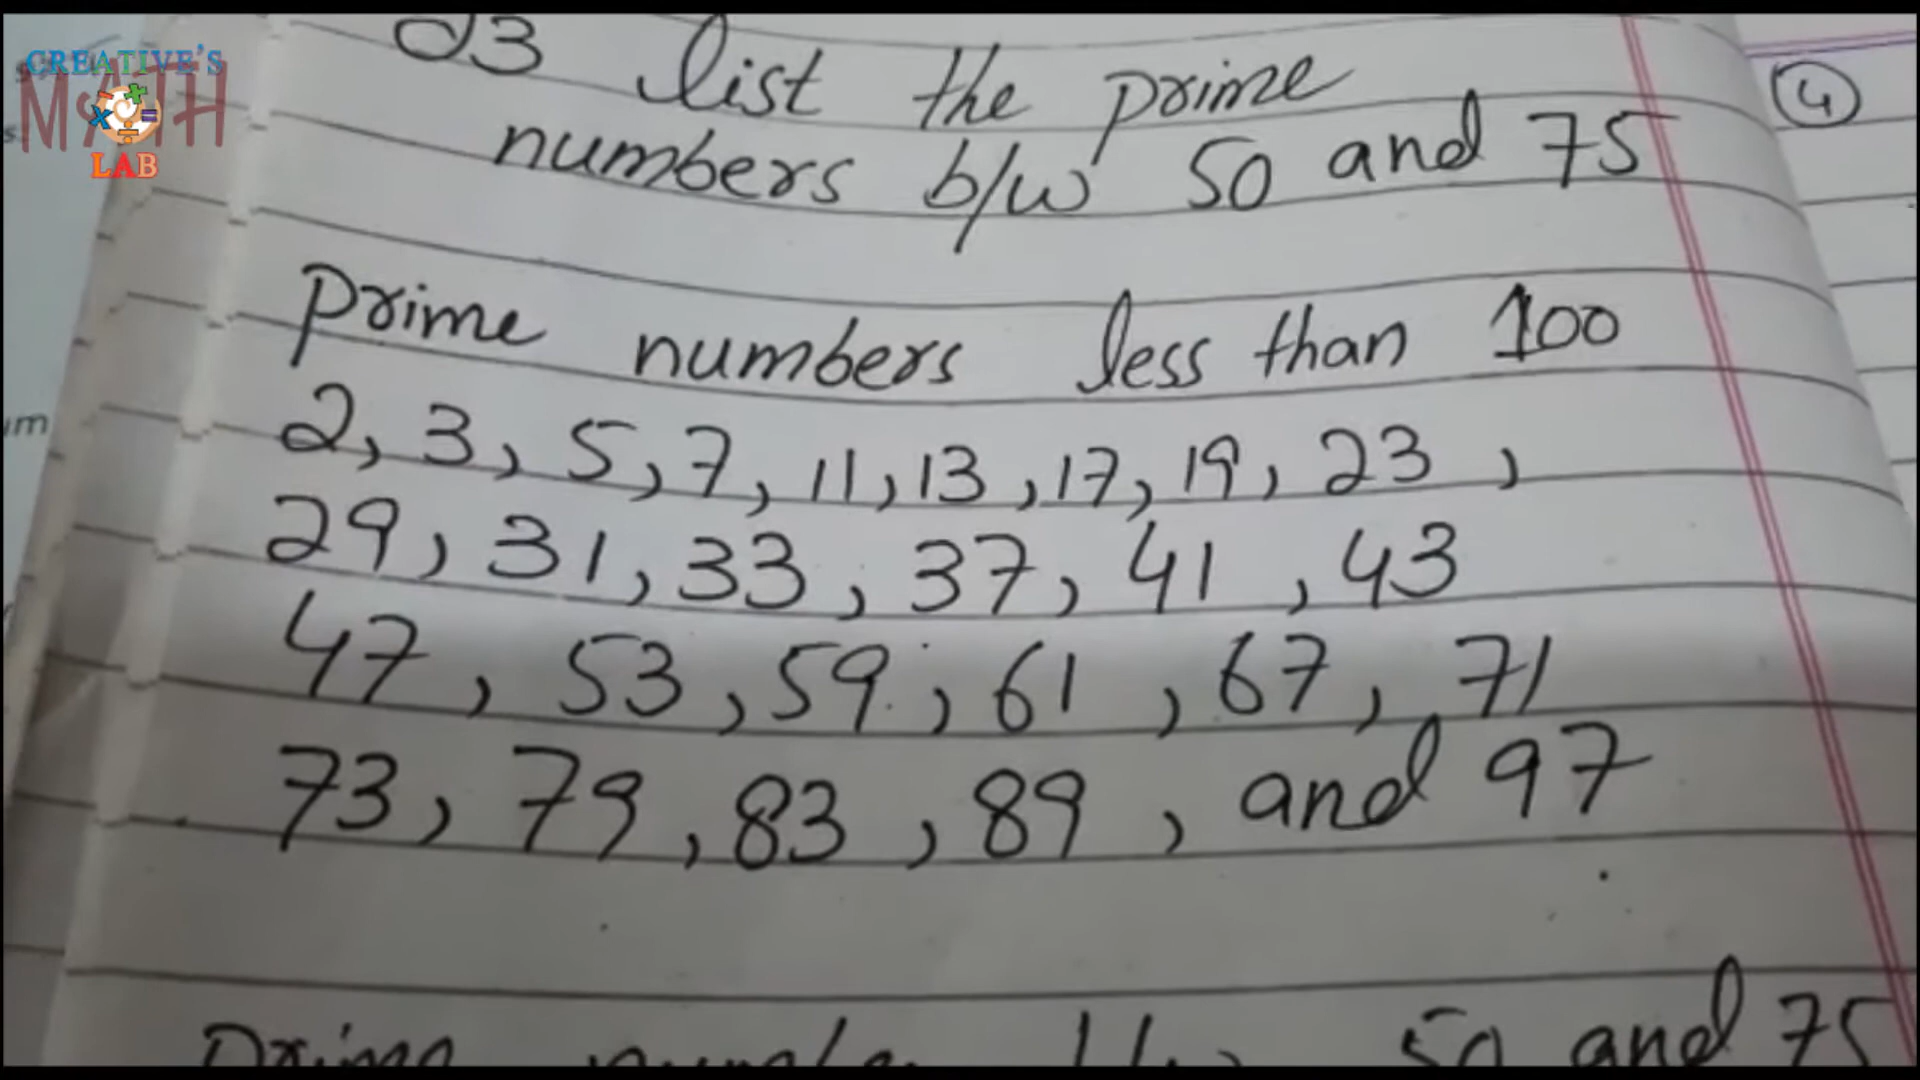 CREATIVE'S
MATH
LAB
Q3 list the prime
numbers b/w 50 and 75
4
prime numbers less than 100
2, 3, 5, 7, 11, 13, 17, 19, 23,
29, 31, 33, 37, 41, 43
47, 53, 59, 61, 67, 71
73, 79, 83, 89, and 97
50 and 75